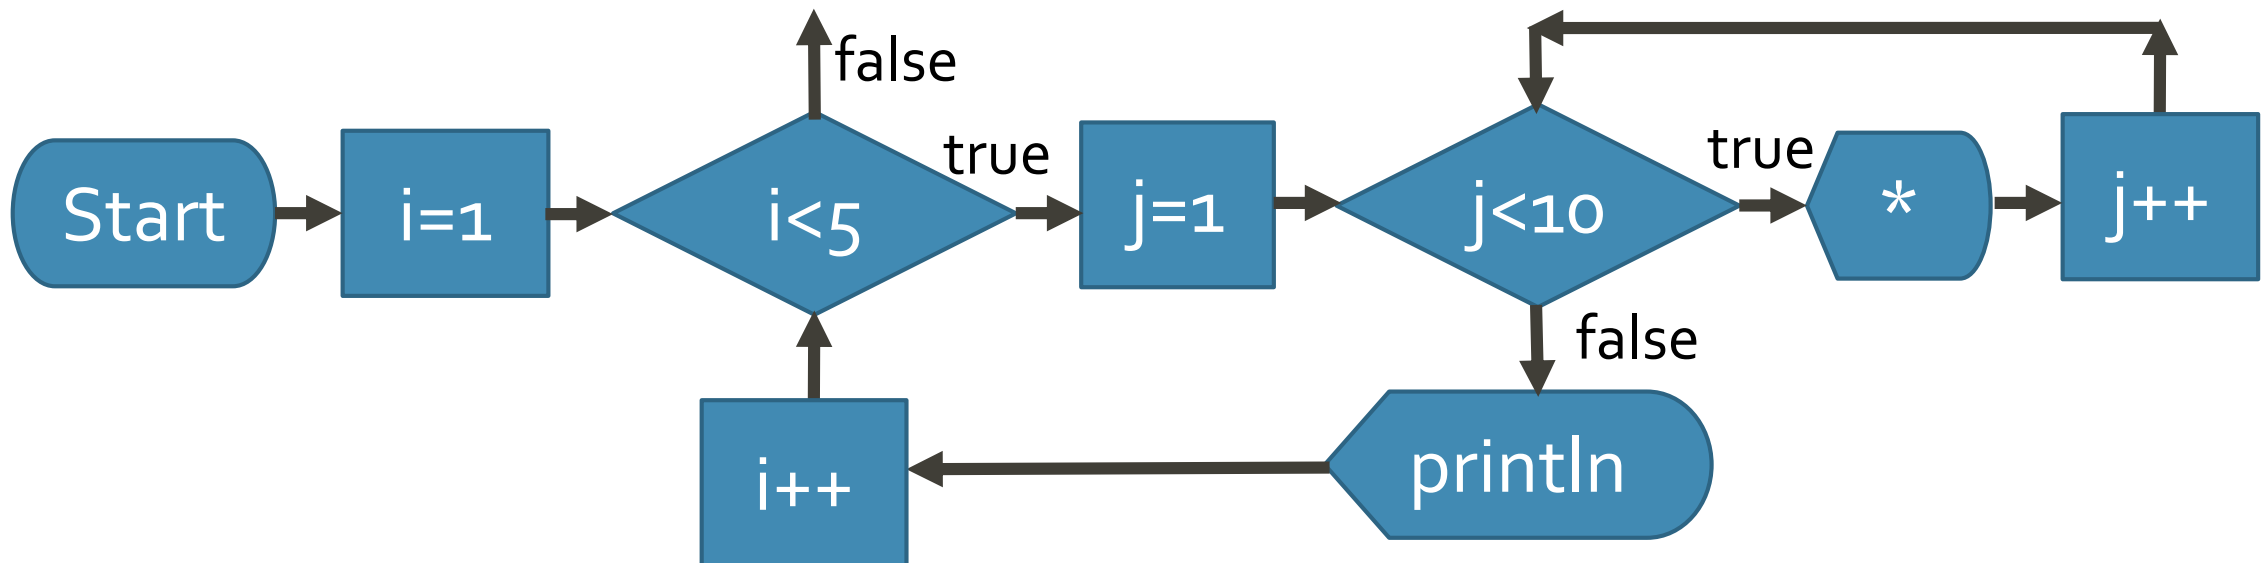 Start
i=1
i<5
false
true
j=1
j<10
true
*
j++
false
println
i++